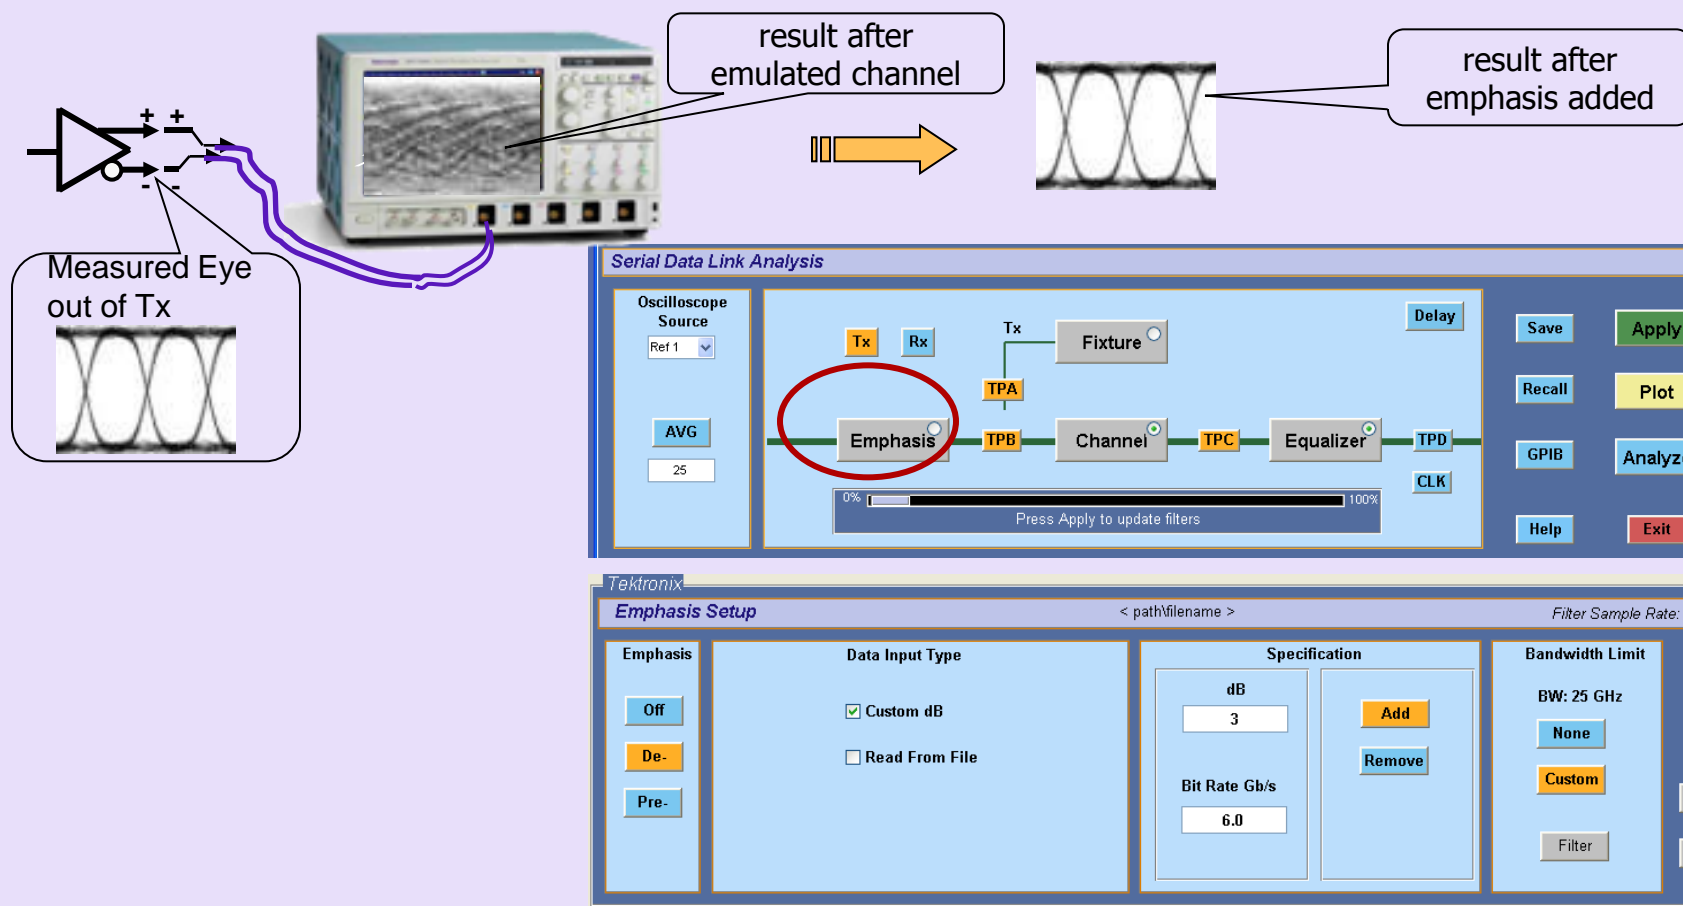 result after
emulated channel
result after
emphasis added
+ +
- -
Measured Eye
out of Tx
Serial Data Link Analysis
Oscilloscope
Source
Ref 1
AVG
25
Tx
Rx
Tx
Fixture
Delay
TPA
Emphasis
TPB
Channel
TPC
Equalizer
TPD
CLK
0%
100%
Press Apply to update filters
Save
Apply
Recall
Plot
GPIB
Analyze
Help
Exit
Tektronix
Emphasis Setup
< path\filename >
Filter Sample Rate:
Emphasis
Off
De-
Pre-
Data Input Type
Custom dB
Read From File
Specification
dB
3
Bit Rate Gb/s
6.0
Add
Remove
Bandwidth Limit
BW: 25 GHz
None
Custom
Filter